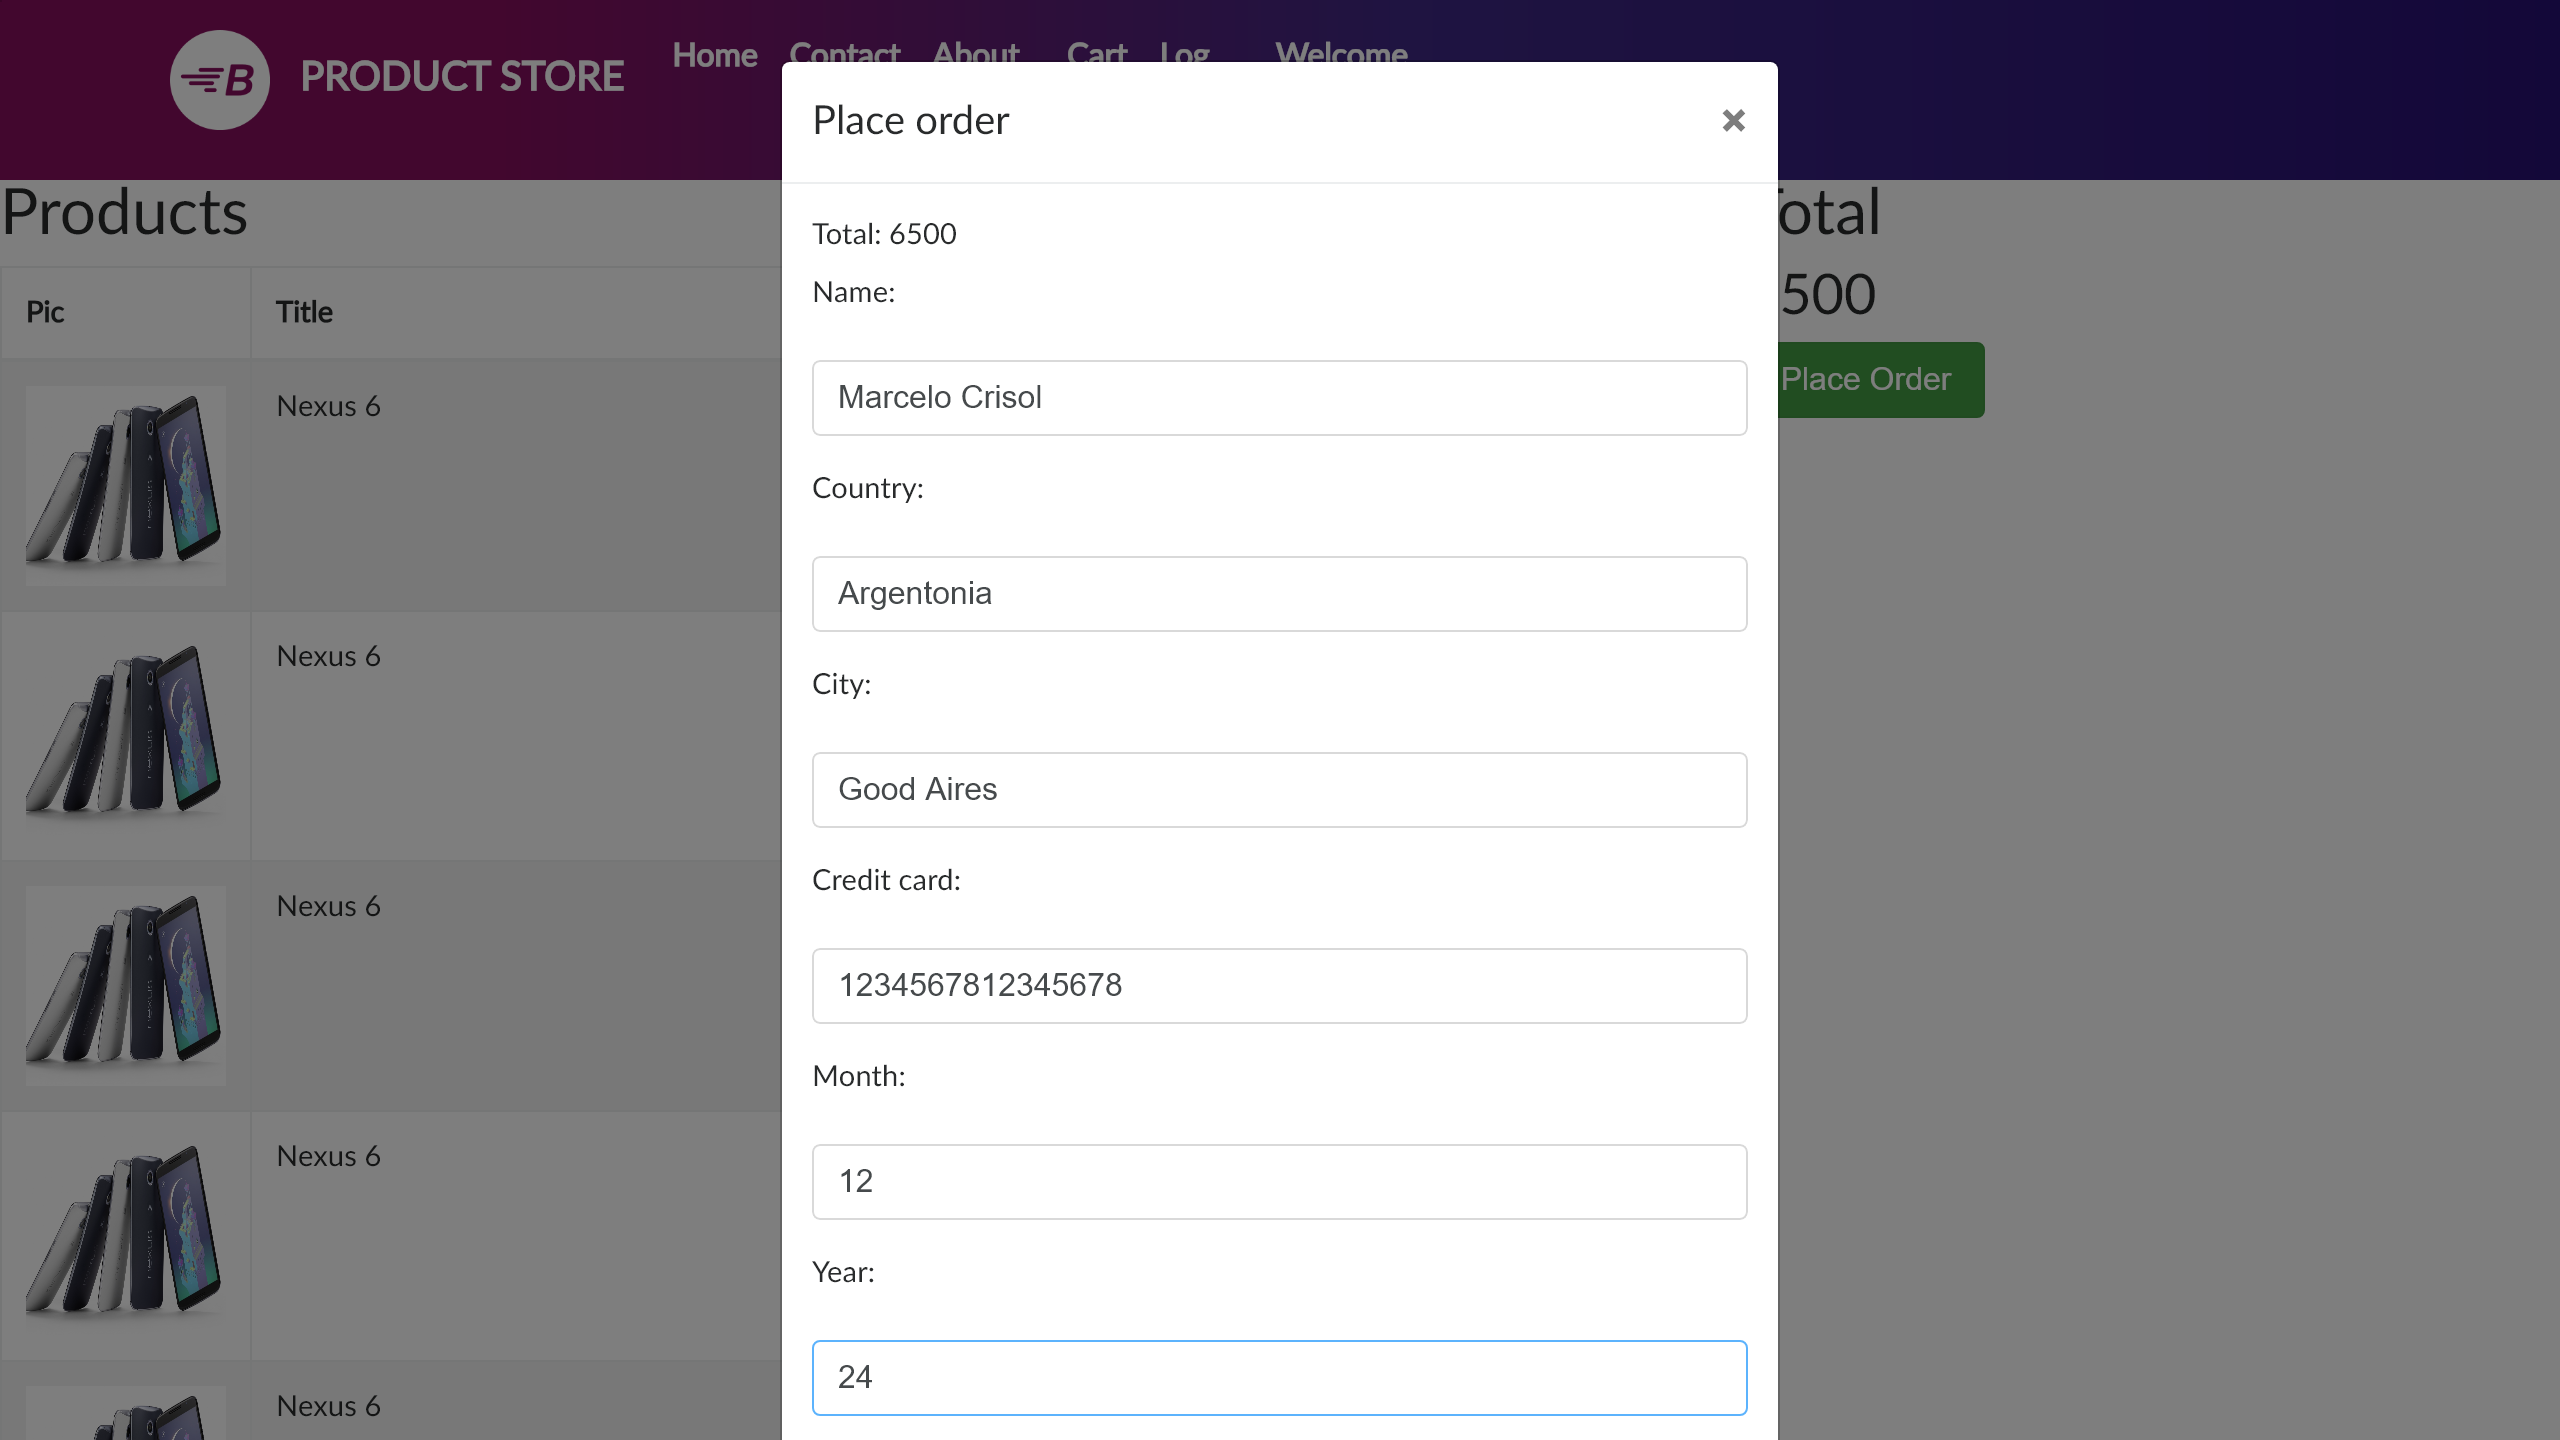 B PRODUCT STORE
Home Contact About Cart Log Welcome
Place order ×
Products
Total: 6500
otal
Name:
500
Pic Title
Marcelo Crisol
Place Order
Nexus 6
Country:
Argentonia
Nexus 6
City:
Good Aires
Credit card:
Nexus 6
1234567812345678
Month:
Nexus 6
12
Year:
24
Nexus 6